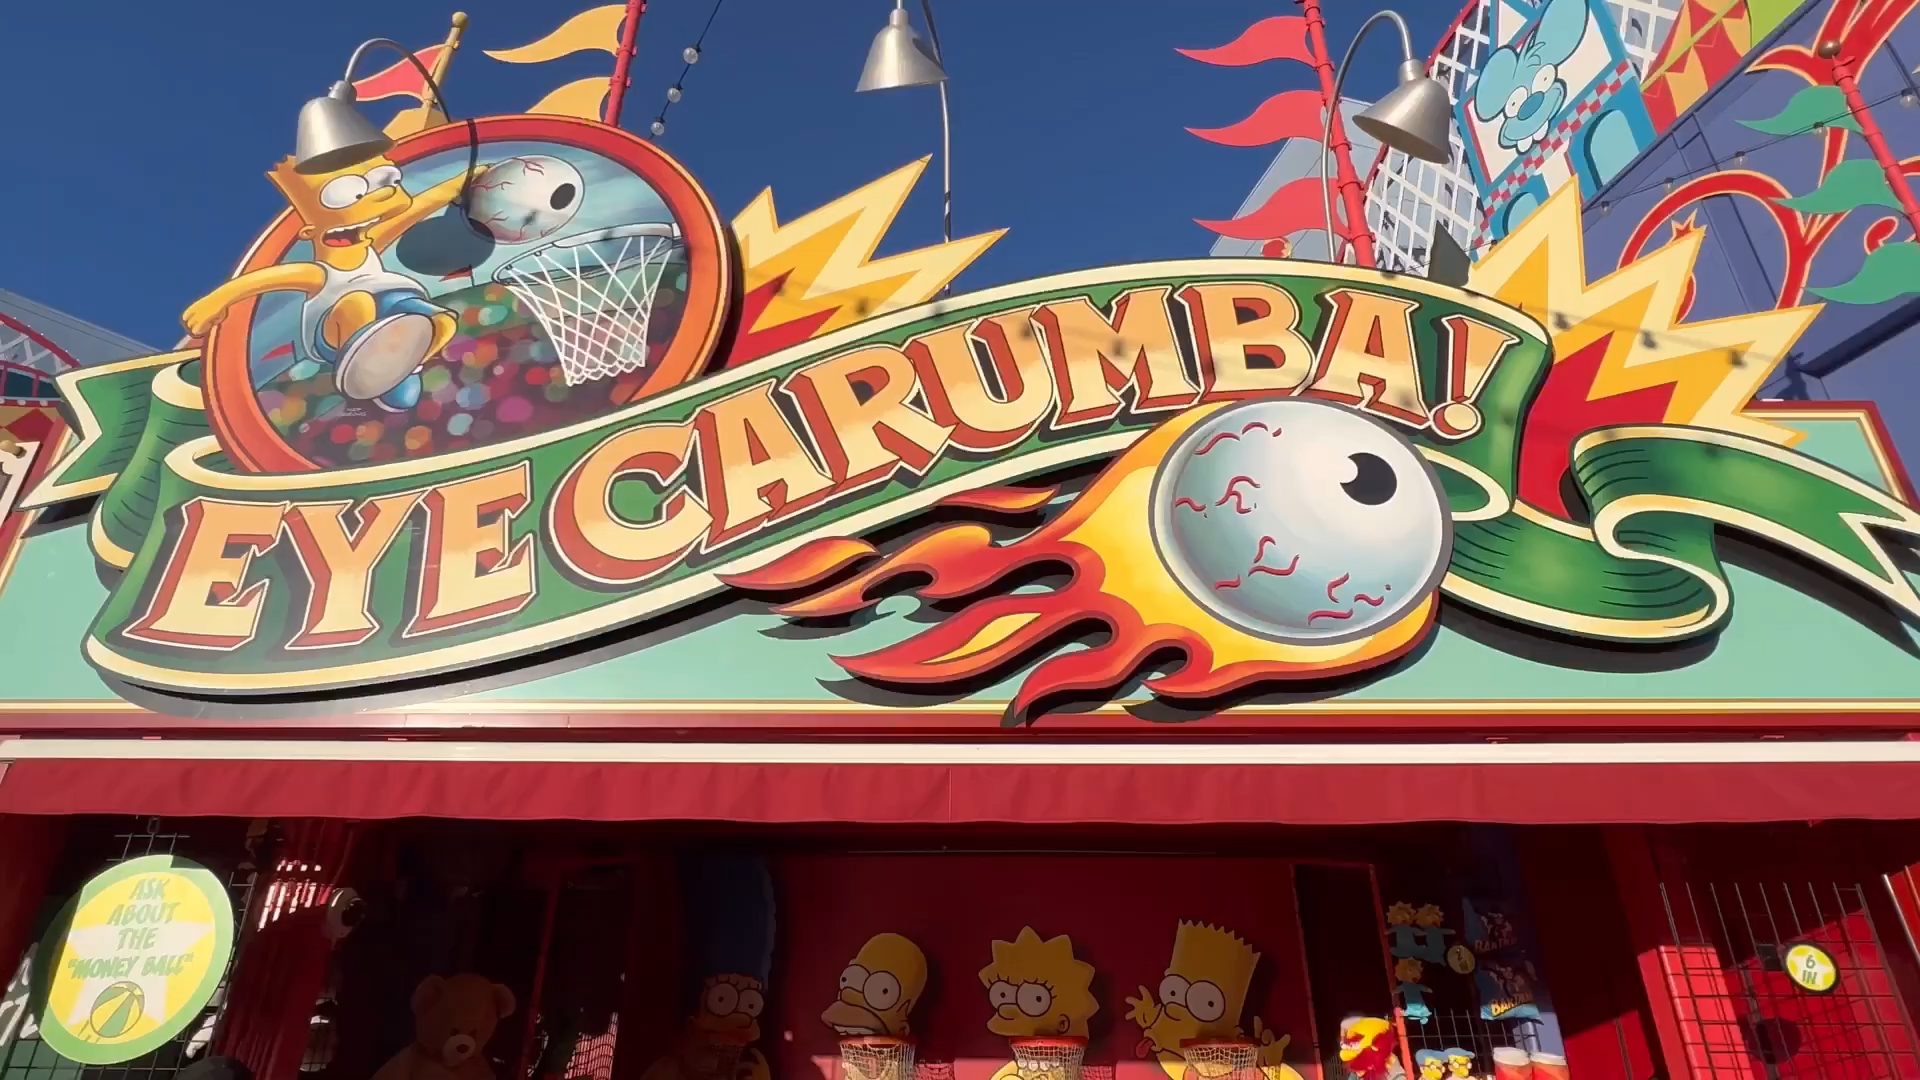 EYE CARUMBA!
ASK
ABOUT
THE
"MONEY BALL"
6
IN